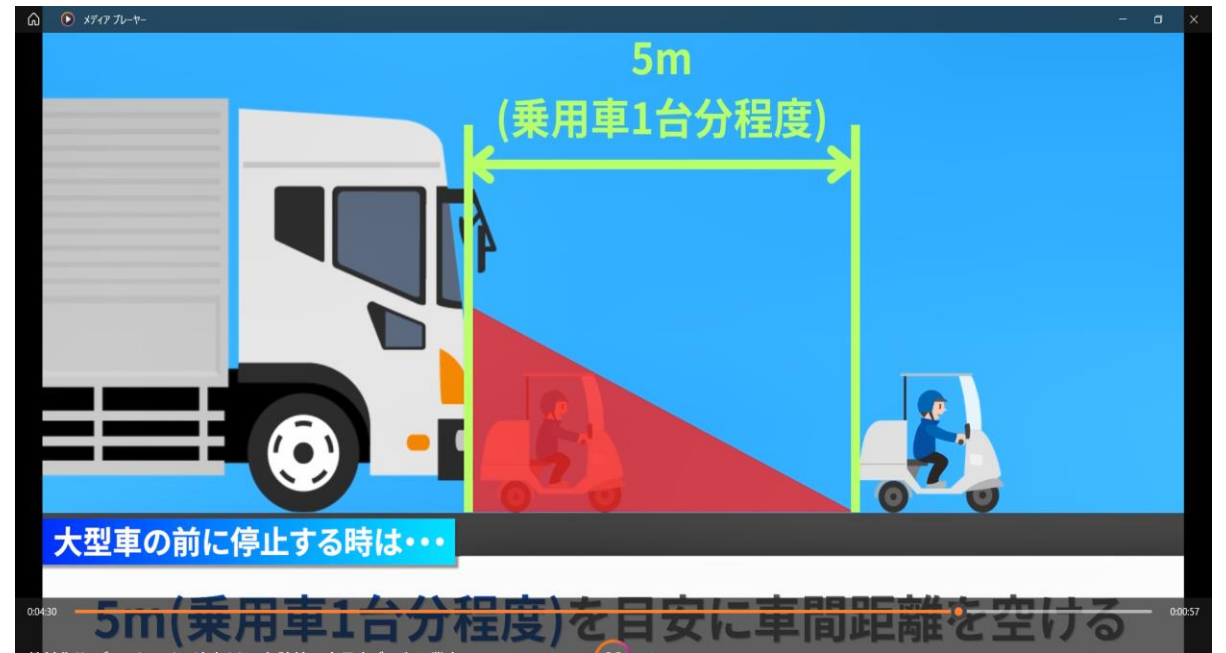 メディア プレーヤー
5m
(乗用車1台分程度)
大型車の前に停止する時は・・・
5m(乗用車1台分程度)を目安に車間距離を空ける
0:04:30
0:00:57